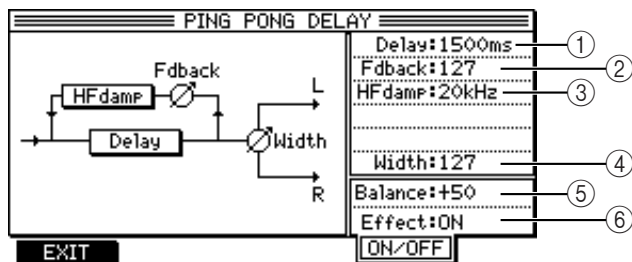 PING PONG DELAY
Fdback
HFdamp
Delay
L
Width
R
Delay:1500ms ①
Fdback:127 ②
HFdamp:20kHz ③
Width:127 ④
Balance:+50 ⑤
Effect:ON ⑥
EXIT
ON/OFF